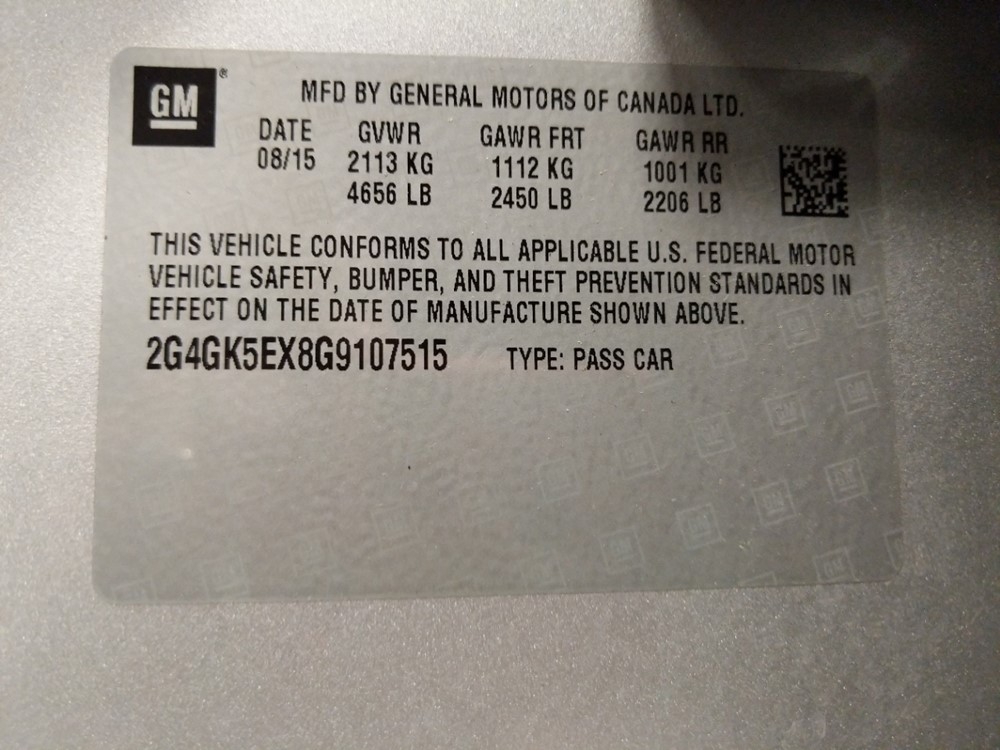 GM®
MFD BY GENERAL MOTORS OF CANADA LTD.
DATE GVWR GAWR FRT GAWR RR
08/15 2113 KG 1112 KG 1001 KG
4656 LB 2450 LB 2206 LB
THIS VEHICLE CONFORMS TO ALL APPLICABLE U.S. FEDERAL MOTOR
VEHICLE SAFETY, BUMPER, AND THEFT PREVENTION STANDARDS IN
EFFECT ON THE DATE OF MANUFACTURE SHOWN ABOVE.
2G4GK5EX8G9107515 TYPE: PASS CAR